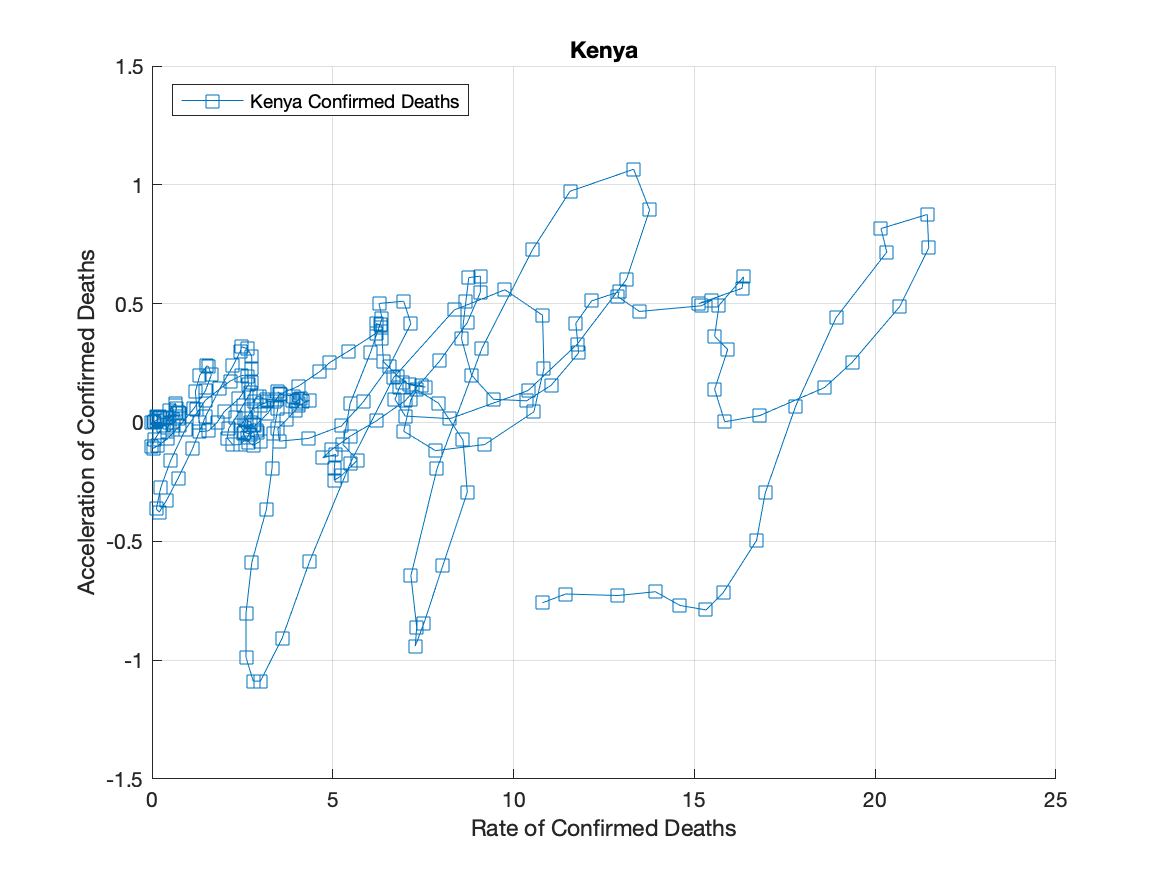 Kenya
1.5
Kenya Confirmed Deaths
1
0.5
0
-0.5
-1
-1.5
Acceleration of Confirmed Deaths
0 5 10 15 20 25
Rate of Confirmed Deaths